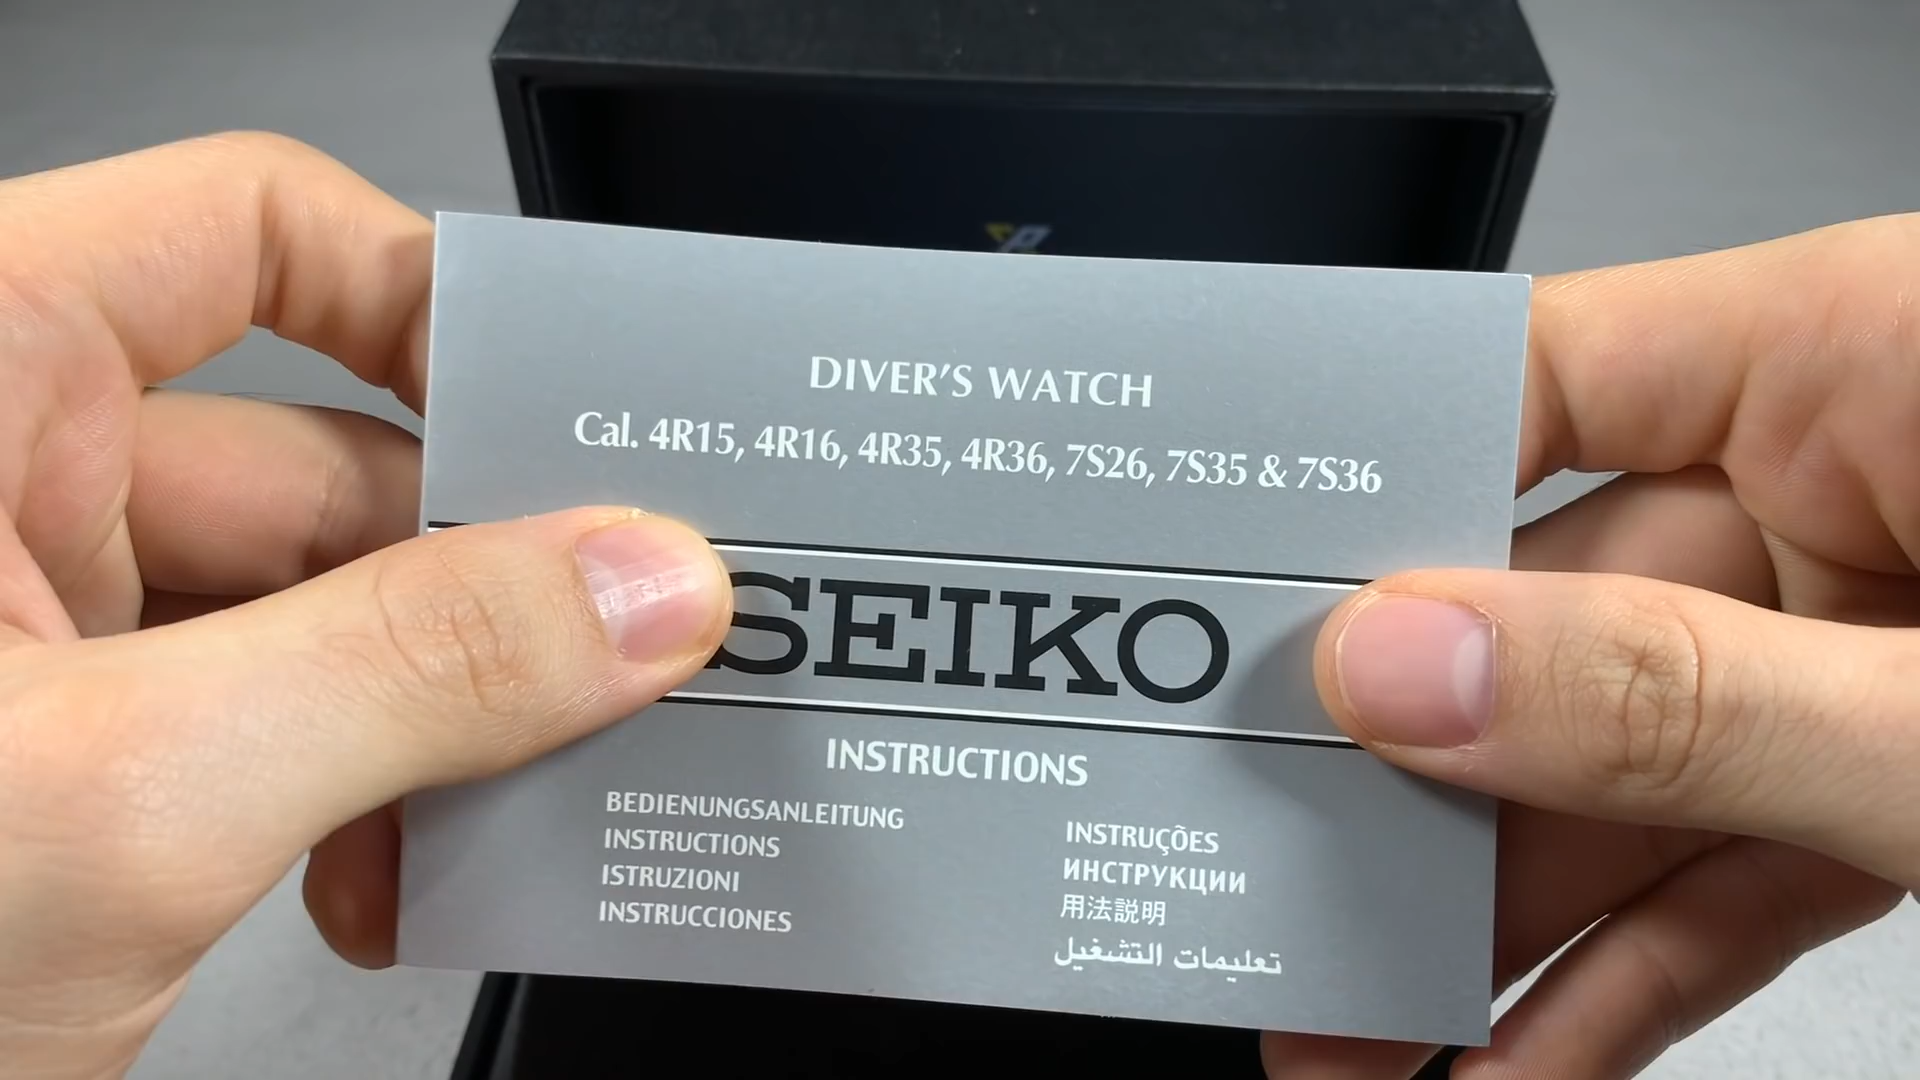 DIVER'S WATCH
Cal. 4R15, 4R16, 4R35, 4R36, 7S26, 7S35 & 7S36
SEIKO
INSTRUCTIONS
BEDIENUNGSANLEITUNG
INSTRUCTIONS
ISTRUZIONI
INSTRUCCIONES
INSTRUÇÕES
ИНСТРУКЦИИ
用法説明
تعليمات التشغيل